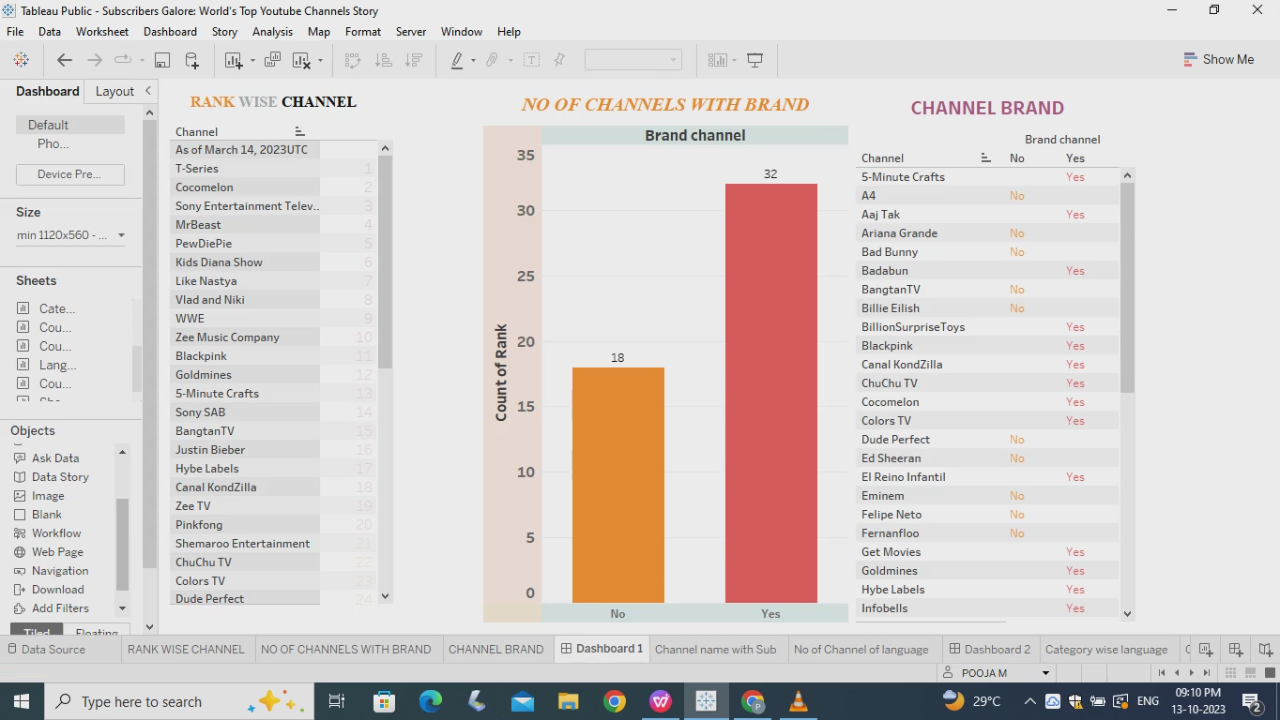 Tableau Public - Subscribers Galore: World's Top Youtube Channels Story
File Data Worksheet Dashboard Story Analysis Map Format Server Window Help
Show Me
Dashboard Layout
Default
Pho...
Device Pre...
Size
min 1120x560 - ...
Sheets
Cate...
Cou...
Cou...
Lang...
Cou...
Objects
Ask Data
Data Story
Image
Blank
Workflow
Web Page
Navigation
Download
Add Filters
Tiled Floating
RANK WISE CHANNEL
Channel
As of March 14, 2023UTC
T-Series 1
Cocomelon 2
Sony Entertainment Telev.. 3
MrBeast 4
PewDiePie 5
Kids Diana Show 6
Like Nastya 7
Vlad and Niki 8
WWE 9
Zee Music Company 10
Blackpink 11
Goldmines 12
5-Minute Crafts 13
Sony SAB 14
BangtanTV 15
Justin Bieber 16
Hybe Labels 17
Canal KondZilla 18
Zee TV 19
Pinkfong 20
Shemaroo Entertainment 21
ChuChu TV 22
Colors TV 23
Dude Perfect 24
NO OF CHANNELS WITH BRAND
Brand channel
Count of Rank
35
30
25
20
15
10
5
0
18
32
No Yes
CHANNEL BRAND
Brand channel
Channel No Yes
5-Minute Crafts Yes
A4 No
Aaj Tak Yes
Ariana Grande No
Bad Bunny No
Badabun Yes
BangtanTV No
Billie Eilish No
BillionSurpriseToys Yes
Blackpink Yes
Canal KondZilla Yes
ChuChu TV Yes
Cocomelon Yes
Colors TV Yes
Dude Perfect No
Ed Sheeran No
El Reino Infantil Yes
Eminem No
Felipe Neto No
Fernanfloo No
Get Movies Yes
Goldmines Yes
Hybe Labels Yes
Infobells Yes
Data Source RANK WISE CHANNEL NO OF CHANNELS WITH BRAND CHANNEL BRAND Dashboard 1 Channel name with Sub No of Channel of language Dashboard 2 Category wise language
POOJA M
Type here to search
29°C ENG 09:10 PM
13-10-2023
2